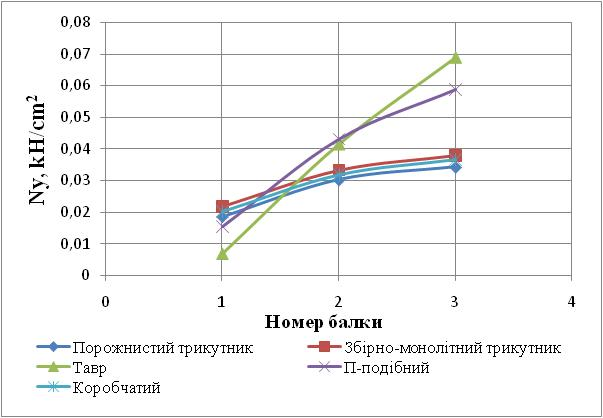 0,08
0,07
0,06
0,05
0,04
0,03
0,02
0,01
0
Ny, kH/cm²
0 1 2 3 4
Номер балки
Порожнистий трикутник Збірно-монолітний трикутник
Тавр П-подібний
Коробчатий